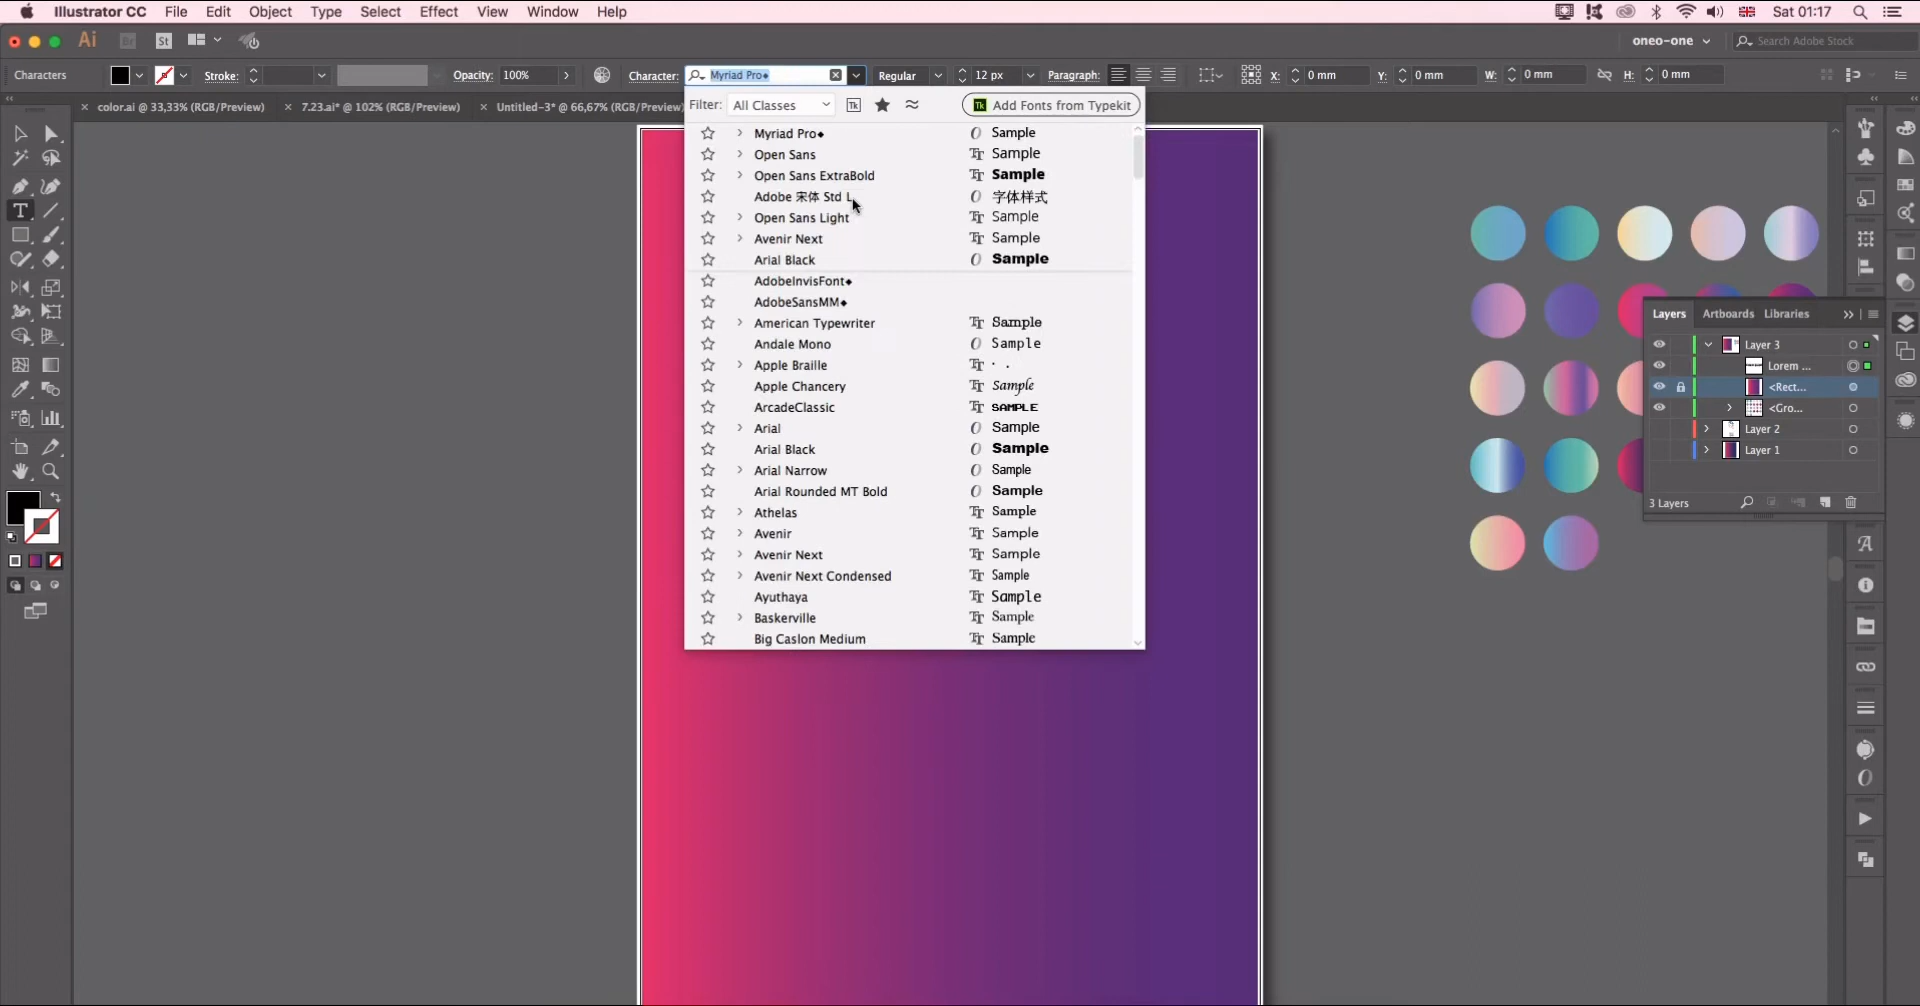 Illustrator CC File Edit Object Type Select Effect View Window Help Sat 01:17
Ai Br St oneo-one Search Adobe Stock
Characters Stroke: Opacity: 100% Character: Myriad Pro◆ Regular 12 px Paragraph: X: 0 mm Y: 0 mm W: 0 mm H: 0 mm
× color.ai @ 33,33% (RGB/Preview) × 7.23.ai* @ 102% (RGB/Preview) × Untitled-3* @ 66,67% (RGB/Preview)
Filter: All Classes Tk Tk Add Fonts from Typekit
Myriad Pro◆ Sample
Open Sans Sample
Open Sans ExtraBold Sample
Adobe 宋体 Std L 字体样式
Open Sans Light Sample
Avenir Next Sample
Arial Black Sample
AdobeInvisFont◆
AdobeSansMM◆
American Typewriter Sample
Andale Mono Sample
Apple Braille
Apple Chancery Sample
ArcadeClassic SAMPLE
Arial Sample
Arial Black Sample
Arial Narrow Sample
Arial Rounded MT Bold Sample
Athelas Sample
Avenir Sample
Avenir Next Sample
Avenir Next Condensed Sample
Ayuthaya Sample
Baskerville Sample
Big Caslon Medium Sample
Layers Artboards Libraries
Layer 3
Lorem ...
<Rect...
<Gro...
Layer 2
Layer 1
3 Layers